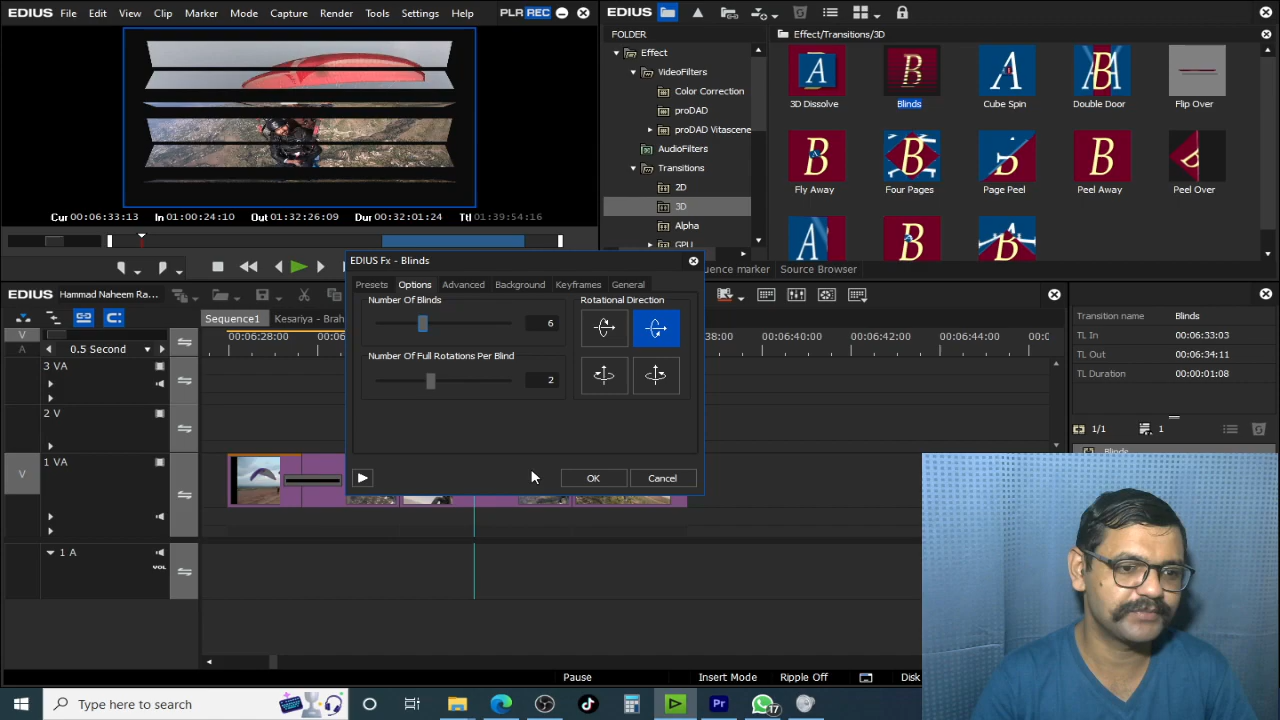 EDIUS File Edit View Clip Marker Mode Capture Render Tools Settings Help PLR REC
EDIUS
FOLDER
Effect/Transitions/3D
Effect
VideoFilters
Color Correction
proDAD
proDAD Vitascene
AudioFilters
Transitions
2D
3D
Alpha
GPU
3D Dissolve Blinds Cube Spin Double Door Flip Over
Fly Away Four Pages Page Peel Peel Away Peel Over
Cur 00:06:33:13 In 01:00:24:10 Out 01:32:26:09 Dur 00:32:01:24 Ttl 01:39:54:16
EDIUS Fx - Blinds
Presets Options Advanced Background Keyframes General
Number Of Blinds
6
Number Of Full Rotations Per Blind
2
Rotational Direction
OK Cancel
quence marker Source Browser
EDIUS Hammad Naheem Ra...
Sequence1 Kesariya - Brah
V
A
0.5 Second
00:06:28:00 00:06 38:00 00:06:40:00 00:06:42:00 00:06:44:00 00:0
3 VA
2 V
1 VA
V
1 A
VOL
Transition name Blinds
TL In 00:06:33:03
TL Out 00:06:34:11
TL Duration 00:00:01:08
1/1 1
Blinds
Pause Insert Mode Ripple Off Disk
Type here to search
Pr
17